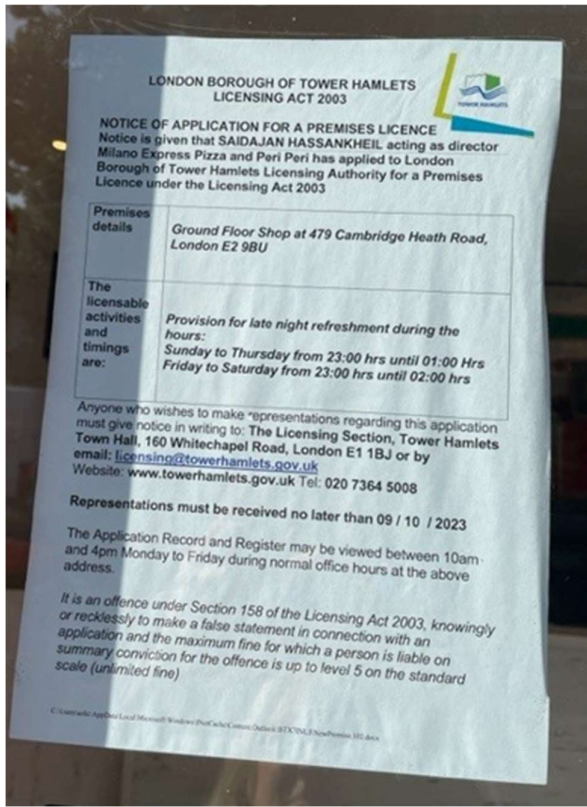 LONDON BOROUGH OF TOWER HAMLETS
LICENSING ACT 2003
TOWER HAMLETS
NOTICE OF APPLICATION FOR A PREMISES LICENCE
Notice is given that SAIDAJAN HASSANKHEIL acting as director
Milano Express Pizza and Peri Peri has applied to London
Borough of Tower Hamlets Licensing Authority for a Premises
Licence under the Licensing Act 2003
Premises
details
Ground Floor Shop at 479 Cambridge Heath Road,
London E2 9BU
The
licensable
activities
and
timings
are:
Provision for late night refreshment during the
hours:
Sunday to Thursday from 23:00 hrs until 01:00 Hrs
Friday to Saturday from 23:00 hrs until 02:00 hrs
Anyone who wishes to make representations regarding this application
must give notice in writing to: The Licensing Section, Tower Hamlets
Town Hall, 160 Whitechapel Road, London E1 1BJ or by
email: licensing@towerhamlets.gov.uk
Website: www.towerhamlets.gov.uk Tel: 020 7364 5008
Representations must be received no later than 09 / 10 / 2023
The Application Record and Register may be viewed between 10am
and 4pm Monday to Friday during normal office hours at the above
address.
It is an offence under Section 158 of the Licensing Act 2003, knowingly
or recklessly to make a false statement in connection with an
application and the maximum fine for which a person is liable on
summary conviction for the offence is up to level 5 on the standard
scale (unlimited fine)